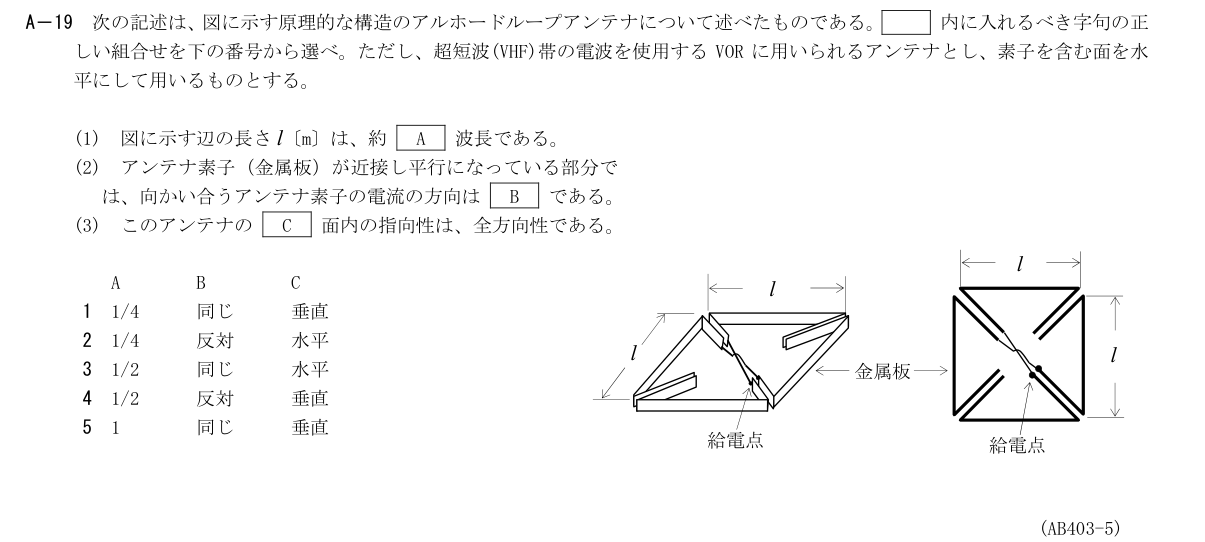 A-19 次の記述は、図に示す原理的な構造のアルホードループアンテナについて述べたものである。 内に入れるべき字句の正
しい組合せを下の番号から選べ。ただし、超短波(VHF)帯の電波を使用する VOR に用いられるアンテナとし、素子を含む面を水
平にして用いるものとする。
(1) 図に示す辺の長さ l〔m〕は、約 A 波長である。
(2) アンテナ素子(金属板)が近接し平行になっている部分で
は、向かい合うアンテナ素子の電流の方向は B である。
(3) このアンテナの C 面内の指向性は、全方向性である。
A B C
1 1/4 同じ 垂直
2 1/4 反対 水平
3 1/2 同じ 水平
4 1/2 反対 垂直
5 1 同じ 垂直
l
l
給電点
金属板
l
l
給電点
(AB403-5)